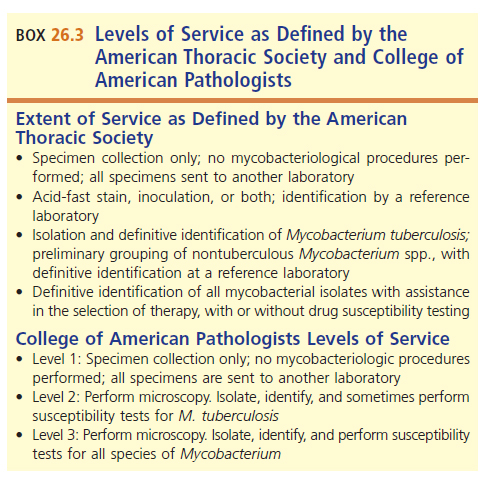 BOX 26.3 Levels of Service as Defined by the
American Thoracic Society and College of
American Pathologists
Extent of Service as Defined by the American
Thoracic Society
• Specimen collection only; no mycobacteriological procedures per-
formed; all specimens sent to another laboratory
• Acid-fast stain, inoculation, or both; identification by a reference
laboratory
• Isolation and definitive identification of Mycobacterium tuberculosis;
preliminary grouping of nontuberculous Mycobacterium spp., with
definitive identification at a reference laboratory
• Definitive identification of all mycobacterial isolates with assistance
in the selection of therapy, with or without drug susceptibility testing
College of American Pathologists Levels of Service
• Level 1: Specimen collection only; no mycobacteriologic procedures
performed; all specimens are sent to another laboratory
• Level 2: Perform microscopy. Isolate, identify, and sometimes perform
susceptibility tests for M. tuberculosis
• Level 3: Perform microscopy. Isolate, identify, and perform susceptibility
tests for all species of Mycobacterium